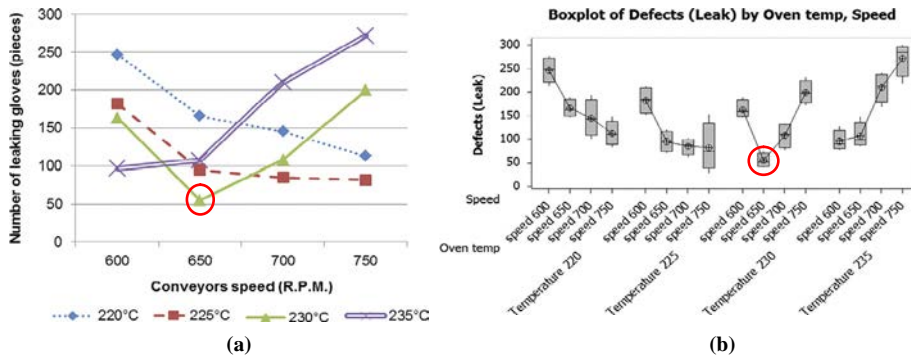 Number of leaking gloves (pieces)
300
250
200
150
100
50
0
600 650 700 750
Conveyors speed (R.P.M.)
220°C 225°C 230°C 235°C
(a)
Boxplot of Defects (Leak) by Oven temp, Speed
Defects (Leak)
300
250
200
150
100
50
0
Speed
speed 600 speed 650 speed 700 speed 750 speed 600 speed 650 speed 700 speed 750 speed 600 speed 650 speed 700 speed 750 speed 600 speed 650 speed 700 speed 750
Oven temp
Temperature 220 Temperature 225 Temperature 230 Temperature 235
(b)